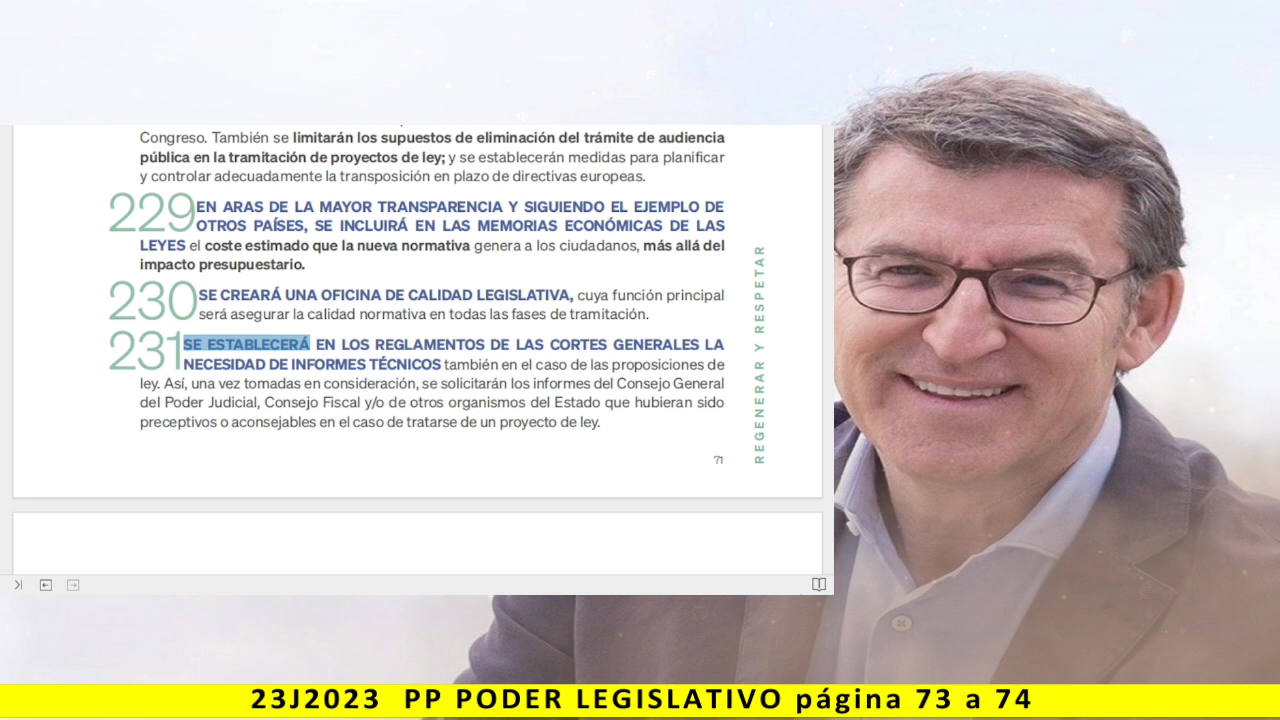 Congreso. También se limitarán los supuestos de eliminación del trámite de audiencia
pública en la tramitación de proyectos de ley; y se establecerán medidas para planificar
y controlar adecuadamente la transposición en plazo de directivas europeas.
229 EN ARAS DE LA MAYOR TRANSPARENCIA Y SIGUIENDO EL EJEMPLO DE
OTROS PAÍSES, SE INCLUIRÁ EN LAS MEMORIAS ECONÓMICAS DE LAS
LEYES el coste estimado que la nueva normativa genera a los ciudadanos, más allá del
impacto presupuestario.
230 SE CREARÁ UNA OFICINA DE CALIDAD LEGISLATIVA, cuya función principal
será asegurar la calidad normativa en todas las fases de tramitación.
231 SE ESTABLECERÁ EN LOS REGLAMENTOS DE LAS CORTES GENERALES LA
NECESIDAD DE INFORMES TÉCNICOS también en el caso de las proposiciones de
ley. Así, una vez tomadas en consideración, se solicitarán los informes del Consejo General
del Poder Judicial, Consejo Fiscal y/o de otros organismos del Estado que hubieran sido
preceptivos o aconsejables en el caso de tratarse de un proyecto de ley.
71
REGENERAR Y RESPETAR
23J2023 PP PODER LEGISLATIVO página 73 a 74